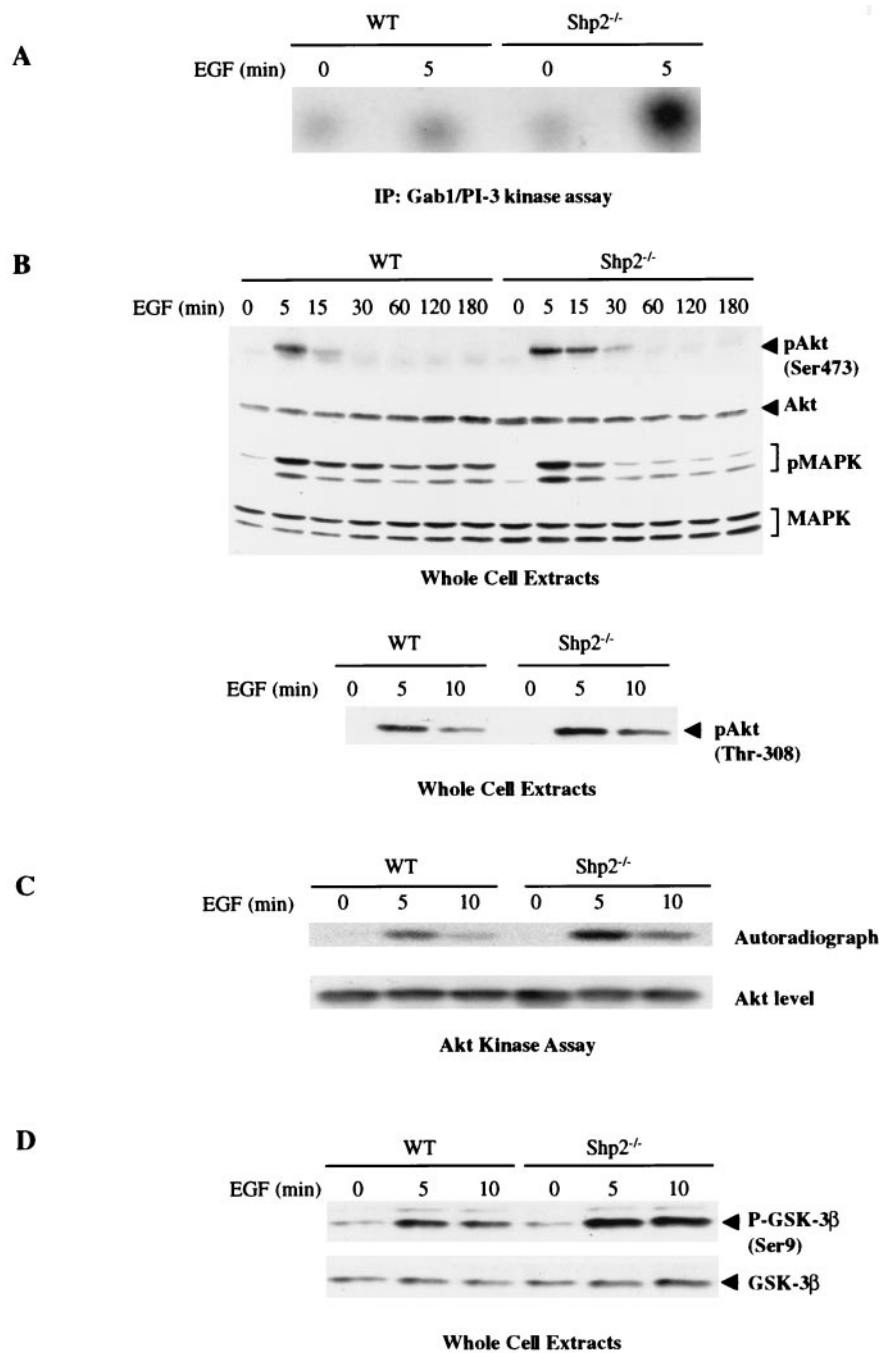 A
WT Shp2-/-
EGF (min) 0 5 0 5
IP: Gab1/PI-3 kinase assay
B
WT Shp2-/-
EGF (min) 0 5 15 30 60 120 180 0 5 15 30 60 120 180
pAkt
(Ser473)
Akt
pMAPK
MAPK
Whole Cell Extracts
WT Shp2-/-
EGF (min) 0 5 10 0 5 10
pAkt
(Thr-308)
Whole Cell Extracts
C
WT Shp2-/-
EGF (min) 0 5 10 0 5 10
Autoradiograph
Akt level
Akt Kinase Assay
D
WT Shp2-/-
EGF (min) 0 5 10 0 5 10
P-GSK-3β
(Ser9)
GSK-3β
Whole Cell Extracts